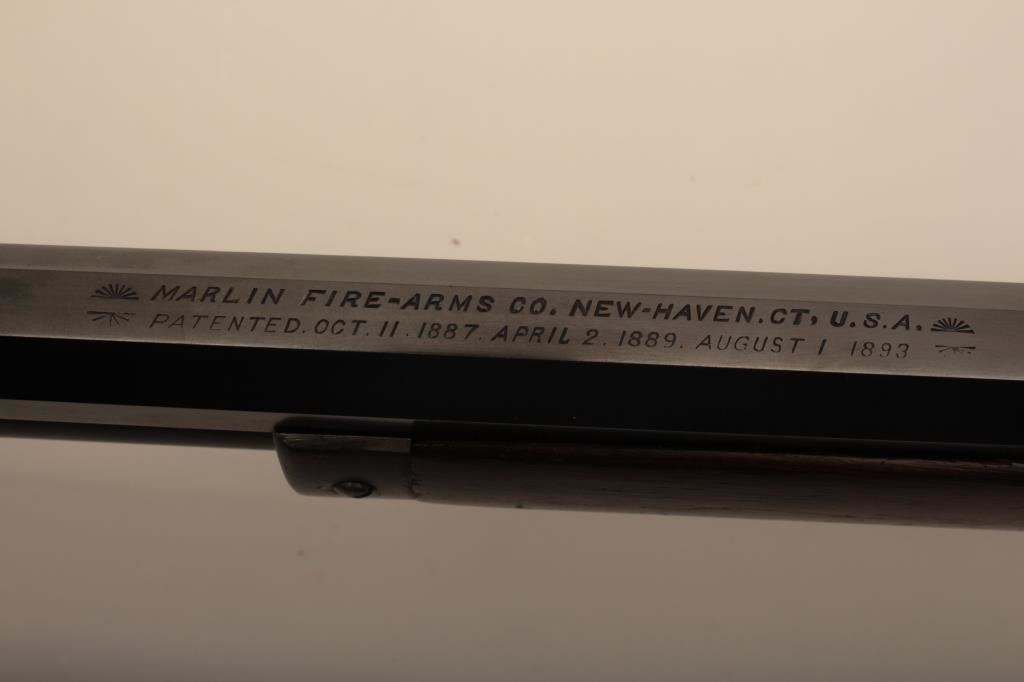 MARLIN FIRE-ARMS CO. NEW-HAVEN.CT, U.S.A.
PATENTED. OCT. 11. 1887. APRIL 2. 1889. AUGUST 1 1893